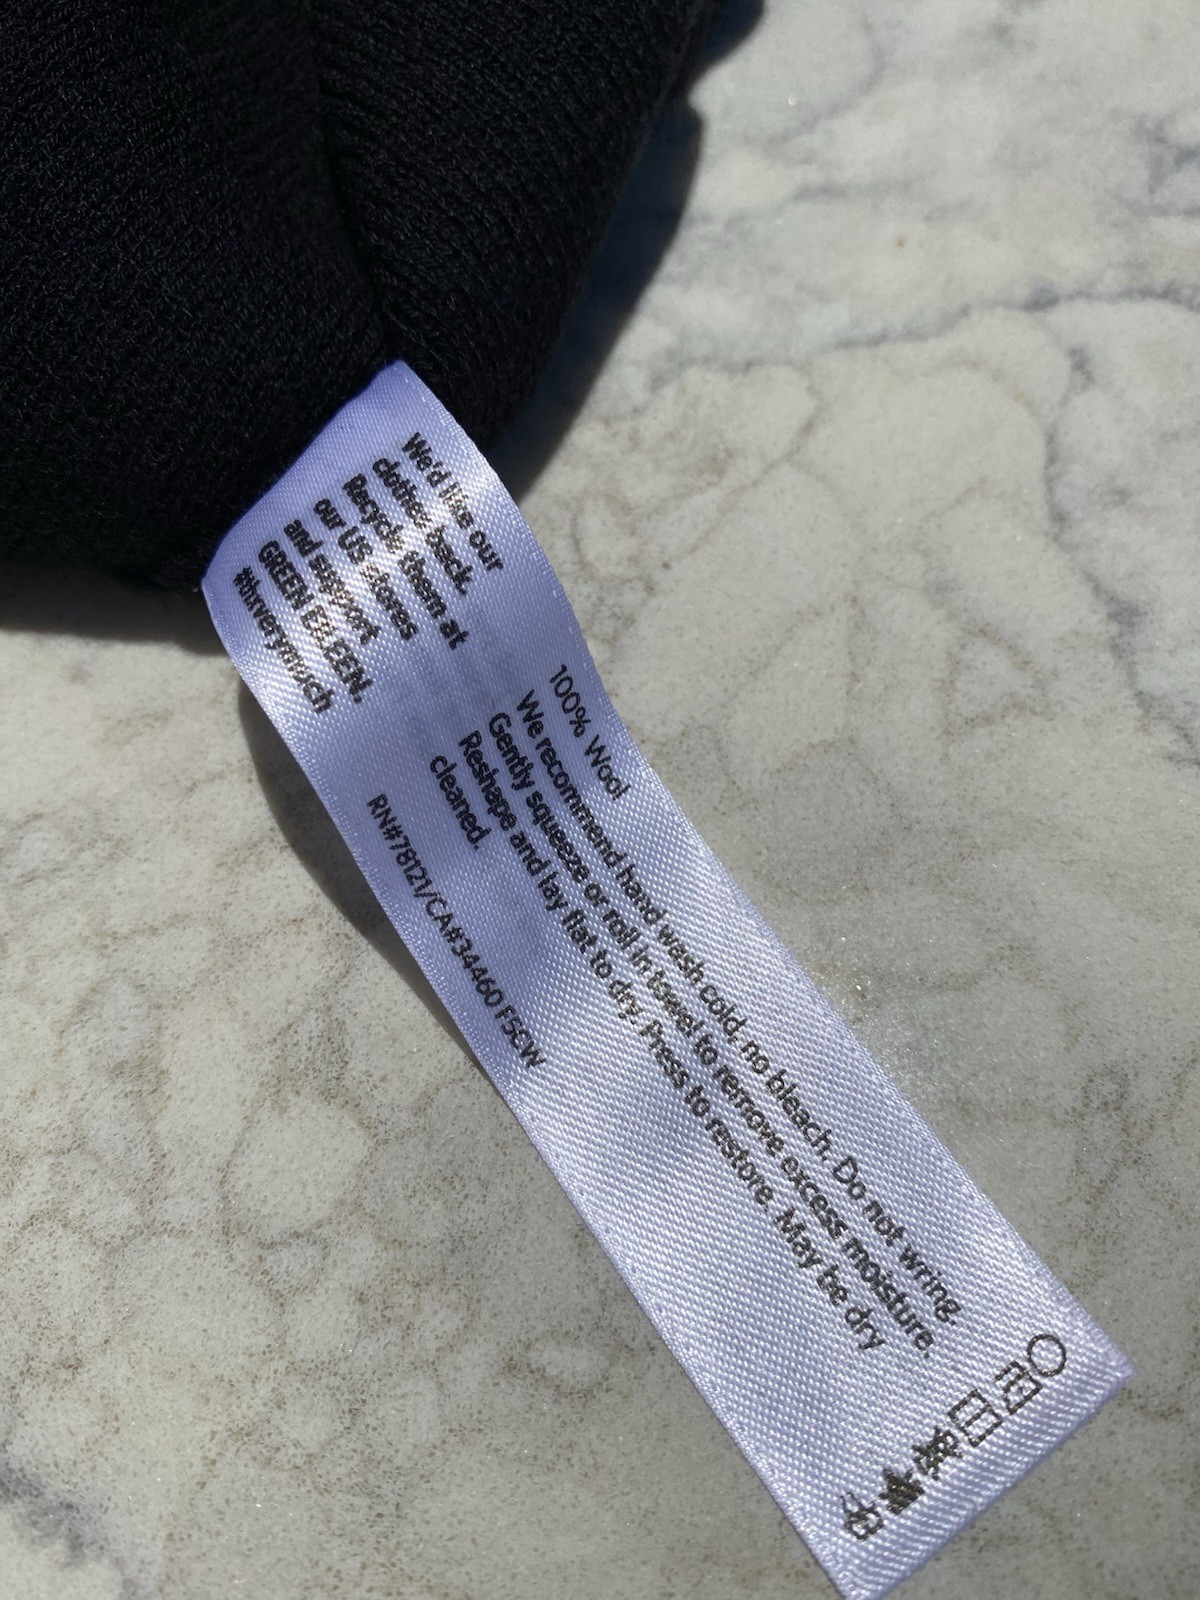 We'd like our
clothes back.
Recycle them at
our US stores
and support
GREEN EILEEN.
#thxverymuch
100% Wool
We recommend hand wash cold, no bleach. Do not wring.
Gently squeeze or roll in towel to remove excess moisture.
Reshape and lay flat to dry. Press to restore. May be dry
cleaned.
RN#78121/CA#34460 FSCW